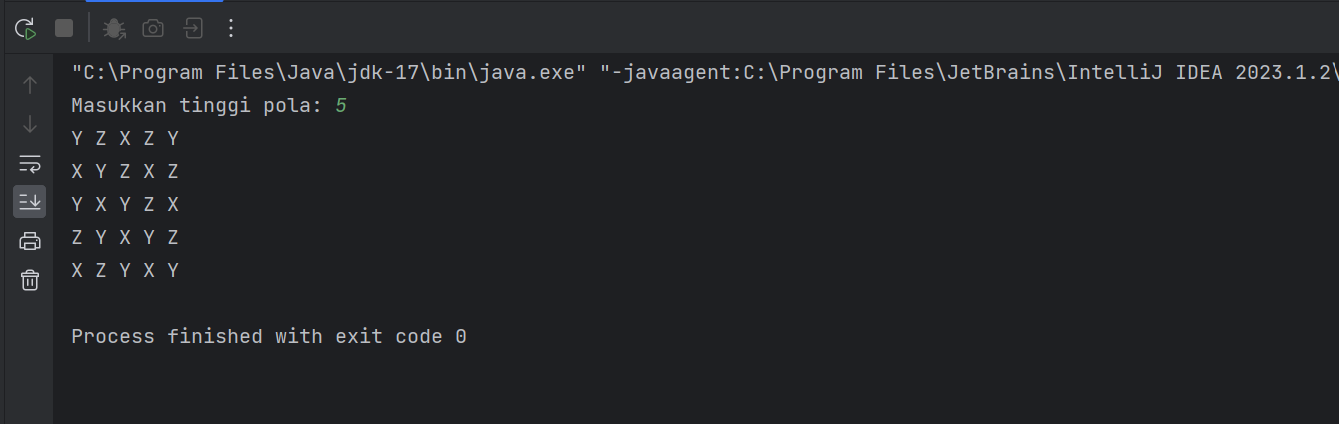 "C:\Program Files\Java\jdk-17\bin\java.exe" "-javaagent:C:\Program Files\JetBrains\IntelliJ IDEA 2023.1.2\
Masukkan tinggi pola: 5
Y Z X Z Y
X Y Z X Z
Y X Y Z X
Z Y X Y Z
X Z Y X Y
Process finished with exit code 0